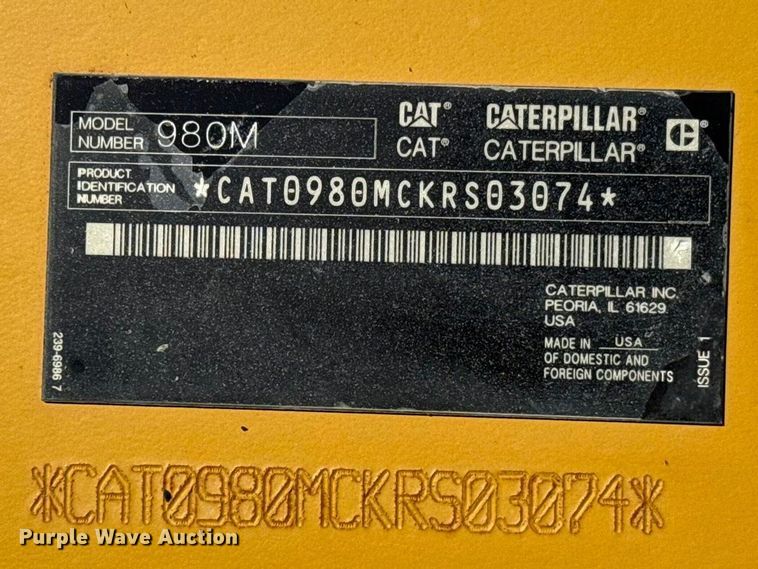 MODEL NUMBER 980M
CAT® CATERPILLAR®
CAT® CATERPILLAR® C®
PRODUCT
IDENTIFICATION
NUMBER
*CAT0980MCKRS03074*
CATERPILLAR INC.
PEORIA, IL 61629
USA
MADE IN USA
OF DOMESTIC AND
FOREIGN COMPONENTS
ISSUE 1
239-6986 7
*CAT0980MCKRS03074*
Purple Wave Auction